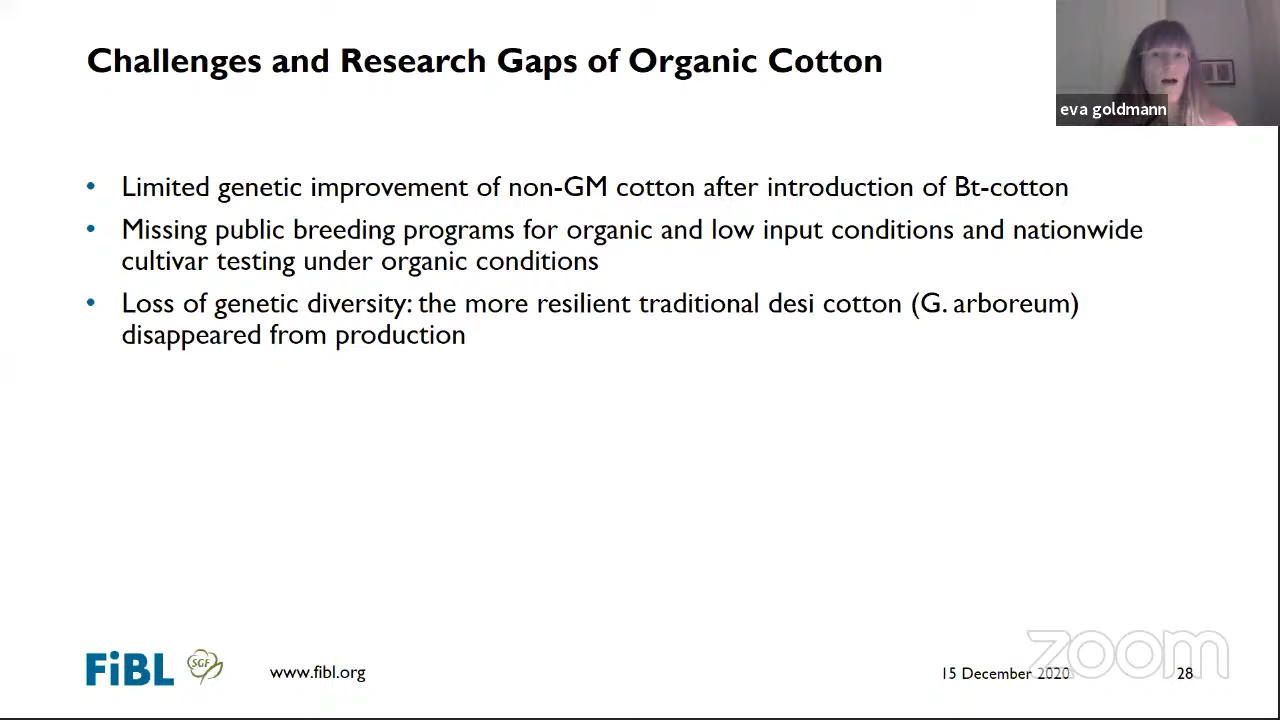 Challenges and Research Gaps of Organic Cotton
eva goldmann
• Limited genetic improvement of non-GM cotton after introduction of Bt-cotton
• Missing public breeding programs for organic and low input conditions and nationwide
cultivar testing under organic conditions
• Loss of genetic diversity: the more resilient traditional desi cotton (G. arboreum)
disappeared from production
FiBL
SGF
www.fibl.org
15 December 2020
28
zoom